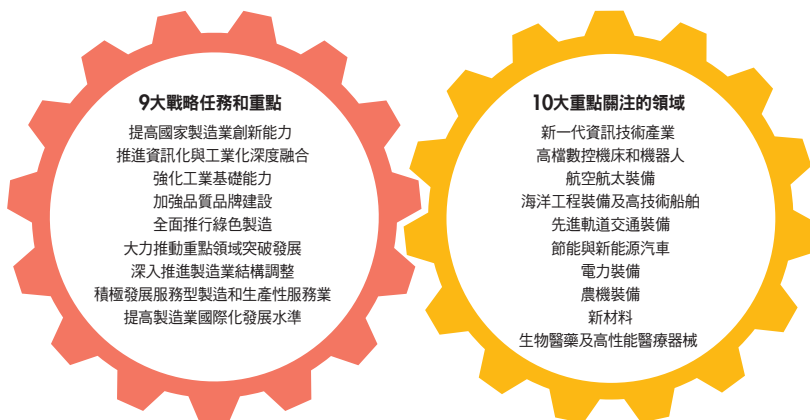 9大戰略任務和重點
提高國家製造業創新能力
推進資訊化與工業化深度融合
強化工業基礎能力
加強品質品牌建設
全面推行綠色製造
大力推動重點領域突破發展
深入推進製造業結構調整
積極發展服務型製造和生產性服務業
提高製造業國際化發展水準
10大重點關注的領域
新一代資訊技術產業
高檔數控機床和機器人
航空航太裝備
海洋工程裝備及高技術船舶
先進軌道交通裝備
節能與新能源汽車
電力裝備
農機裝備
新材料
生物醫藥及高性能醫療器械